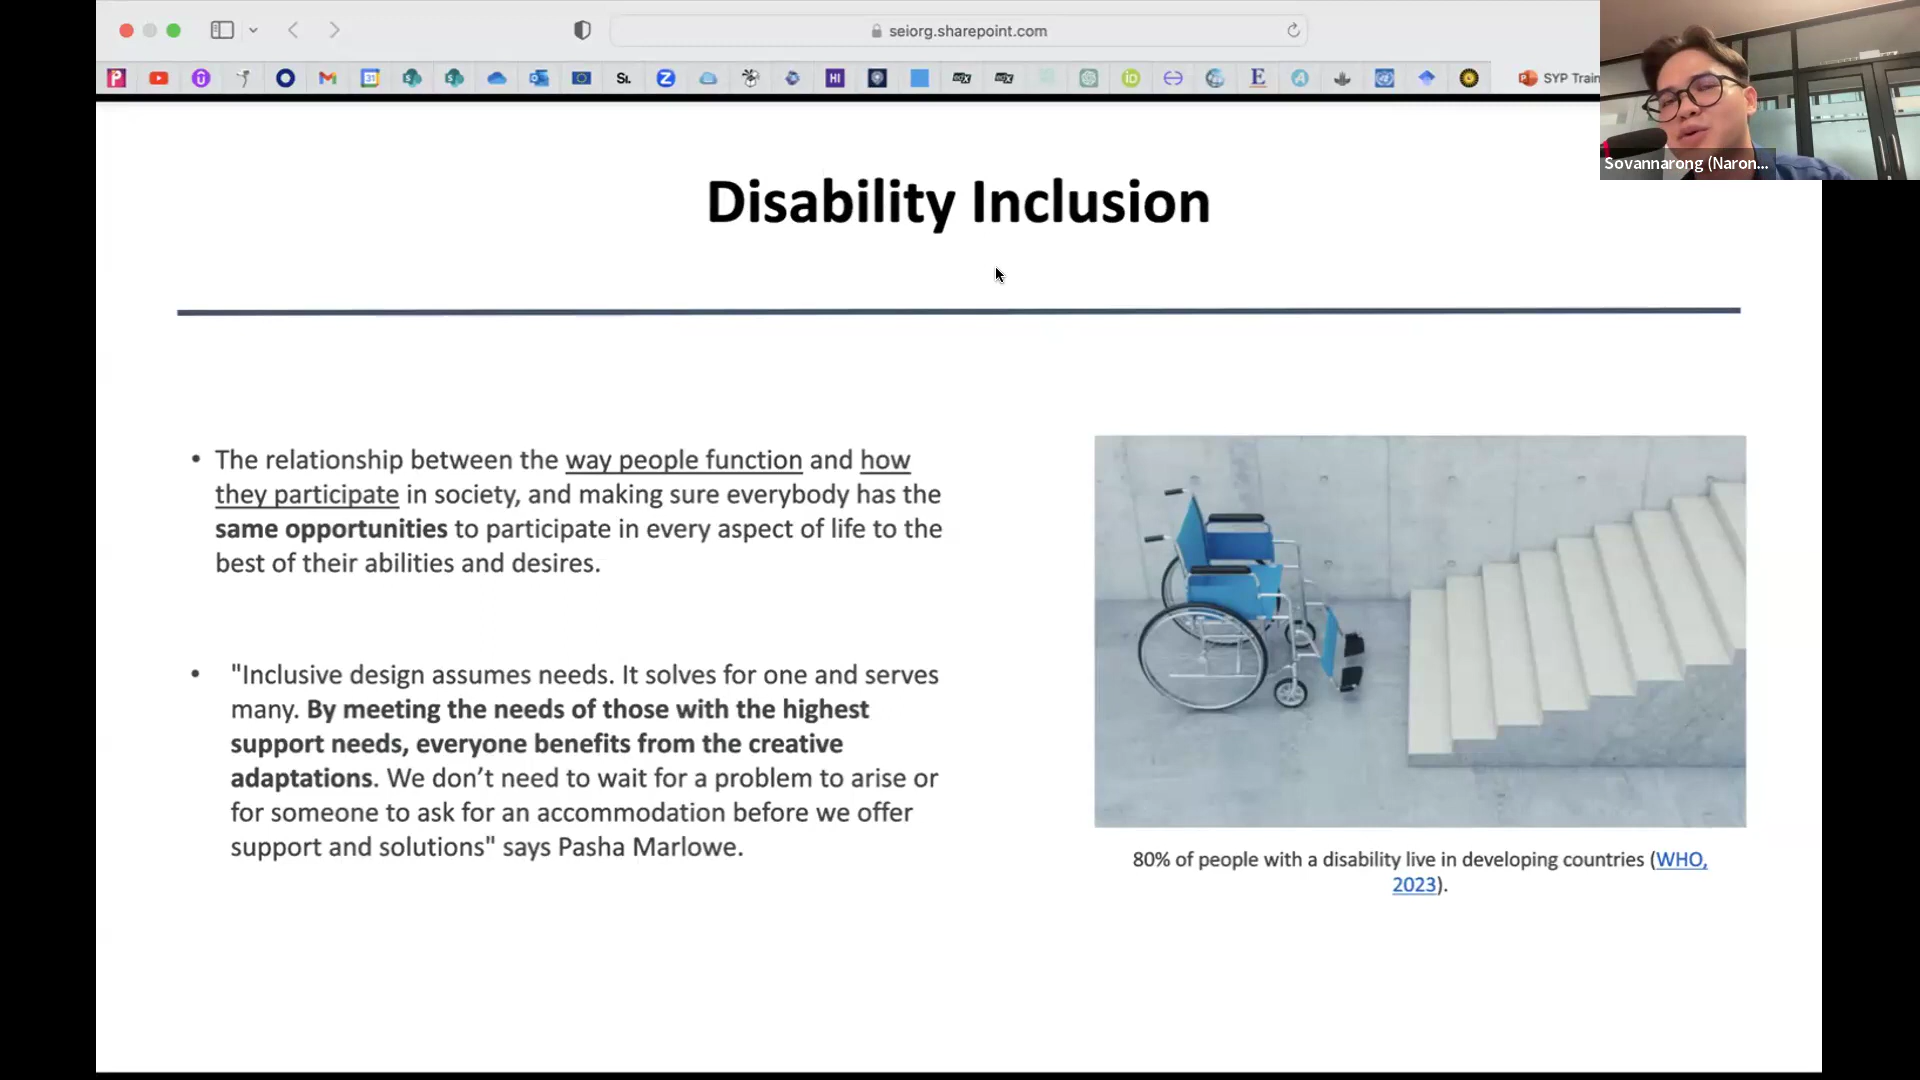 seiorg.sharepoint.com
31
St.
HI
iD
E
SYP Train
Sovannarong (Naron...
Disability Inclusion
• The relationship between the way people function and how
they participate in society, and making sure everybody has the
same opportunities to participate in every aspect of life to the
best of their abilities and desires.
• "Inclusive design assumes needs. It solves for one and serves
many. By meeting the needs of those with the highest
support needs, everyone benefits from the creative
adaptations. We don’t need to wait for a problem to arise or
for someone to ask for an accommodation before we offer
support and solutions" says Pasha Marlowe.
80% of people with a disability live in developing countries (WHO,
2023).